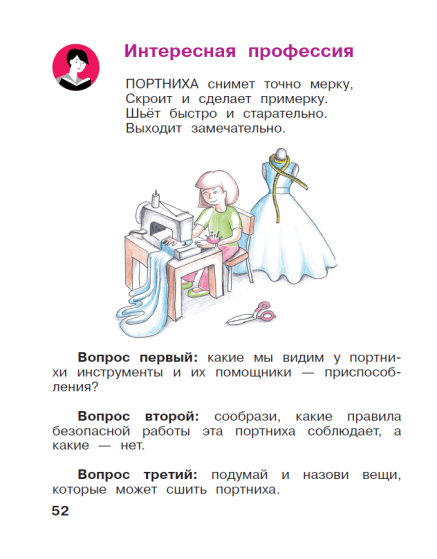 Интересная профессия
ПОРТНИХА снимет точно мерку,
Скроит и сделает примерку.
Шьёт быстро и старательно.
Выходит замечательно.
Вопрос первый: какие мы видим у портни-
хи инструменты и их помощники — приспособ-
ления?
Вопрос второй: сообрази, какие правила
безопасной работы эта портниха соблюдает, а
какие — нет.
Вопрос третий: подумай и назови вещи,
которые может сшить портниха.
52